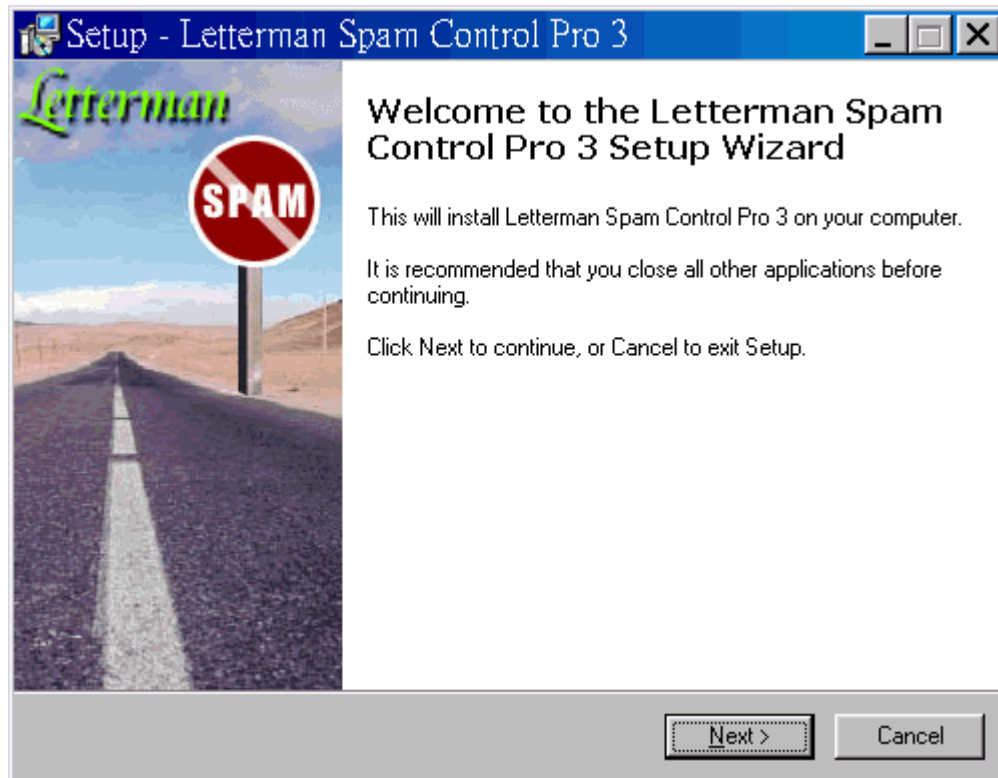 Setup - Letterman Spam Control Pro 3
Letterman
SPAM
Welcome to the Letterman Spam
Control Pro 3 Setup Wizard
This will install Letterman Spam Control Pro 3 on your computer.
It is recommended that you close all other applications before
continuing.
Click Next to continue, or Cancel to exit Setup.
Next >
Cancel